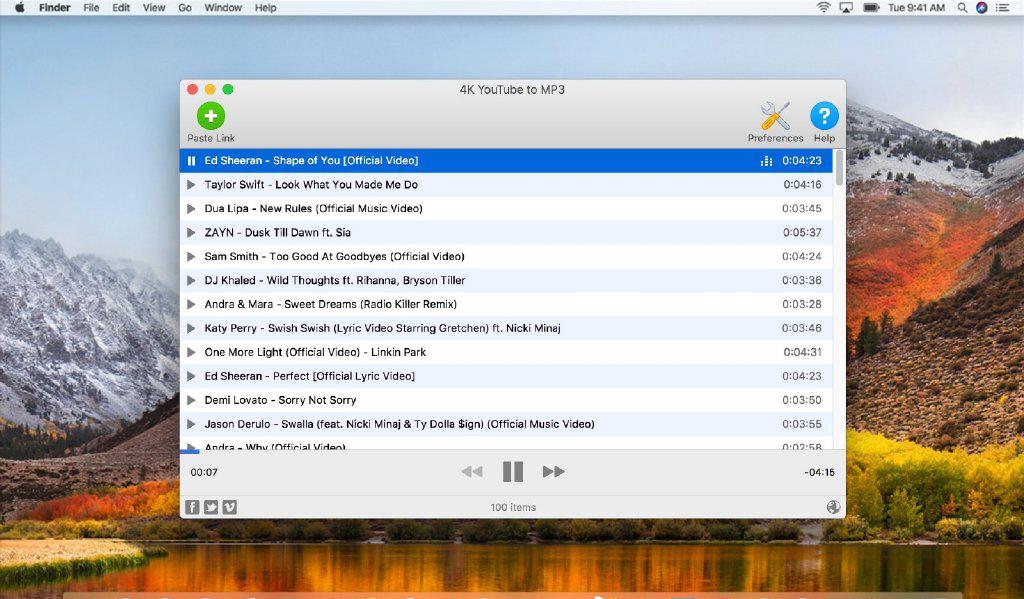 Finder File Edit View Go Window Help Tue 9:41 AM
4K YouTube to MP3
Paste Link Preferences Help
Ed Sheeran - Shape of You [Official Video] 0:04:23
Taylor Swift - Look What You Made Me Do 0:04:16
Dua Lipa - New Rules (Official Music Video) 0:03:45
ZAYN - Dusk Till Dawn ft. Sia 0:05:37
Sam Smith - Too Good At Goodbyes (Official Video) 0:04:24
DJ Khaled - Wild Thoughts ft. Rihanna, Bryson Tiller 0:03:36
Andra & Mara - Sweet Dreams (Radio Killer Remix) 0:03:28
Katy Perry - Swish Swish (Lyric Video Starring Gretchen) ft. Nicki Minaj 0:03:46
One More Light (Official Video) - Linkin Park 0:04:31
Ed Sheeran - Perfect [Official Lyric Video] 0:04:23
Demi Lovato - Sorry Not Sorry 0:03:50
Jason Derulo - Swalla (feat. Nicki Minaj & Ty Dolla $ign) (Official Music Video) 0:03:55
Andra - Why (Official Video) 0:02:58
00:07 -04:15
100 items